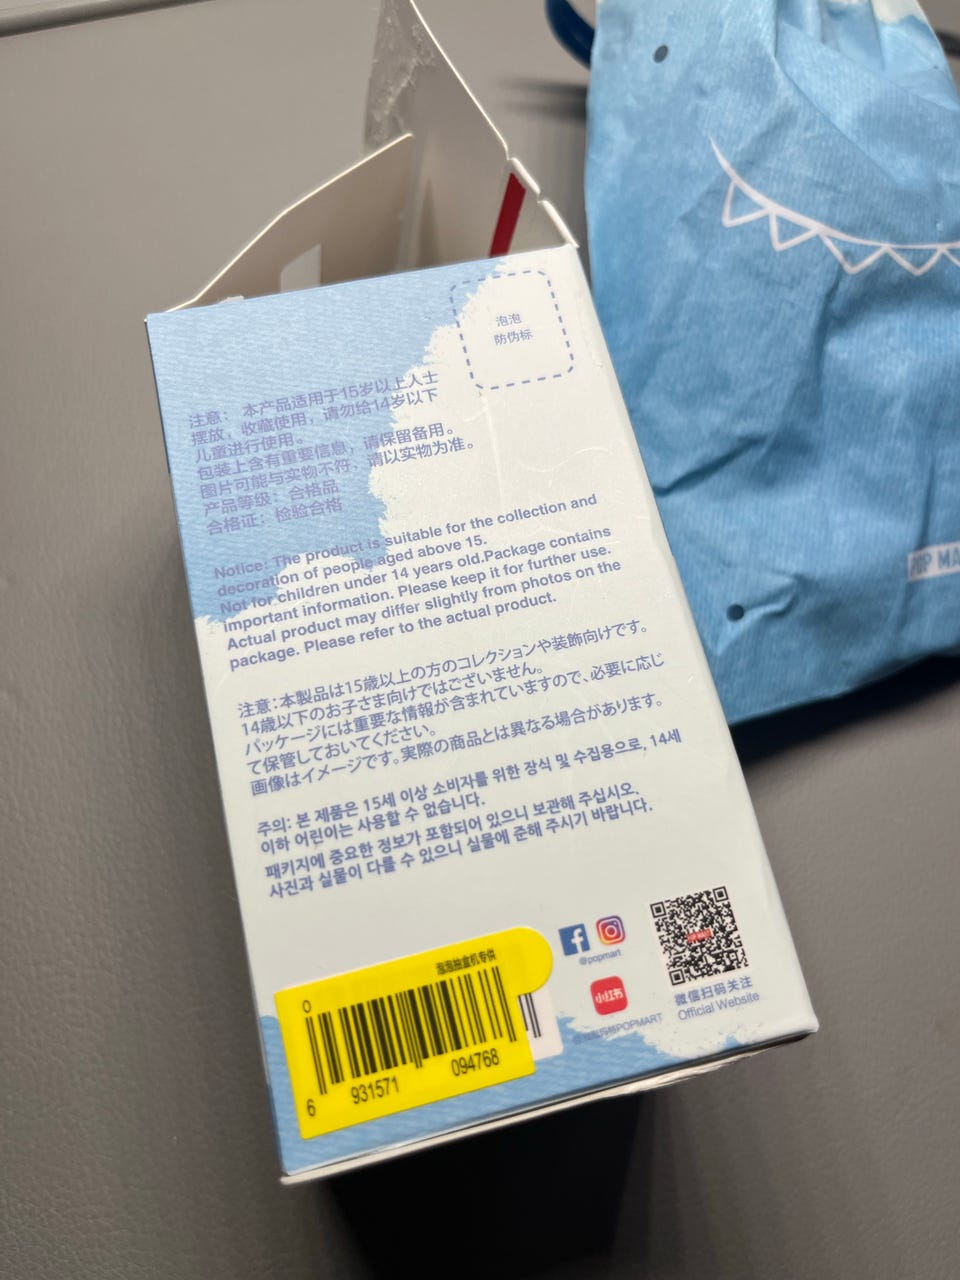 泡泡
防伪标
注意： 本产品适用于15岁以上人士
摆放，收藏使用，请勿给14岁以下
儿童进行使用。
包装上含有重要信息，请保留备用。
图片可能与实物不符，请以实物为准。
产品等级：合格品
合格证：检验合格
Notice: The product is suitable for the collection and
decoration of people aged above 15.
Not for children under 14 years old.Package contains
important information. Please keep it for further use.
Actual product may differ slightly from photos on the
package. Please refer to the actual product.
注意：本製品は15歳以上の方のコレクションや装飾向けです。
14歳以下のお子さま向けではございません。
パッケージには重要な情報が含まれていますので、必要に応じ
て保管しておいてください。
画像はイメージです。実際の商品とは異なる場合があります。
주의: 본 제품은 15세 이상 소비자를 위한 장식 및 수집용으로, 14세
이하 어린이는 사용할 수 없습니다.
패키지에 중요한 정보가 포함되어 있으니 보관해 주십시오.
사진과 실물이 다를 수 있으니 실물에 준해 주시기 바랍니다.
泡泡抽盒机专供
0
6 931571 094768
@popmart
小红书
POPMART
POP MART
微信扫码关注
Official Website
POP MA